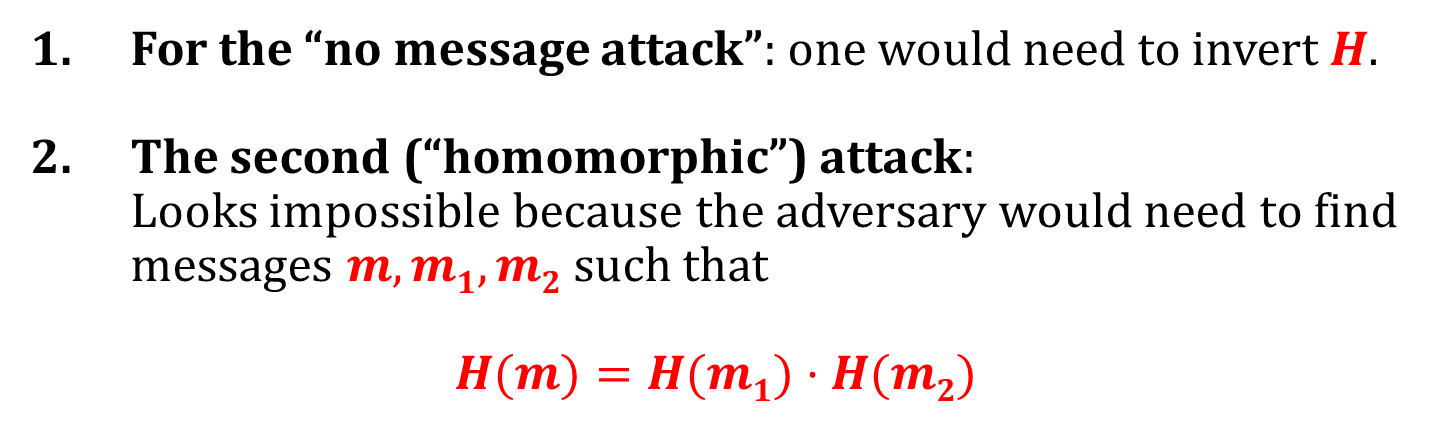 1. For the “no message attack”: one would need to invert H.
2. The second (“homomorphic”) attack:
Looks impossible because the adversary would need to find
messages m, m₁, m₂ such that
H(m) = H(m₁) · H(m₂)